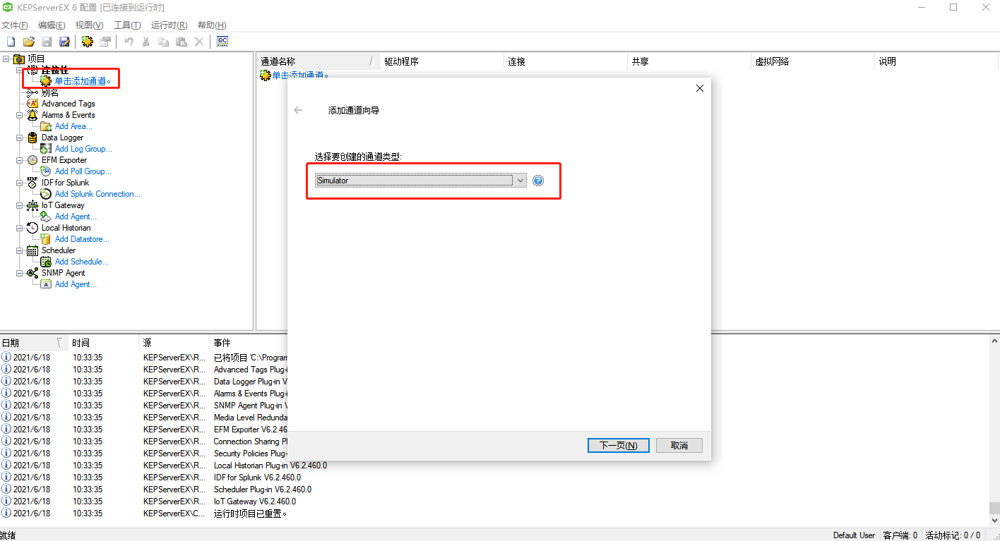 KEPServerEX 6 配置 [已连接到运行时]
文件(F) 编辑(E) 视图(V) 工具(T) 运行时(R) 帮助(H)
项目
连接性
单击添加通道。
别名
Advanced Tags
Alarms & Events
Add Area...
Data Logger
Add Log Group...
EFM Exporter
Add Poll Group...
IDF for Splunk
Add Splunk Connection...
IoT Gateway
Add Agent...
Local Historian
Add Datastore...
Scheduler
Add Schedule...
SNMP Agent
Add Agent...
通道名称 驱动程序 连接 共享 虚拟网络 说明
单击添加通道。
添加通道向导
选择要创建的通道类型:
Simulator
下一页(N) 取消
日期 时间 源 事件
2021/6/18 10:33:35 KEPServerEX\R... 已将项目 'C:\Program
2021/6/18 10:33:35 KEPServerEX\R... Advanced Tags Plug-i
2021/6/18 10:33:35 KEPServerEX\R... Data Logger Plug-in V
2021/6/18 10:33:35 KEPServerEX\R... Alarms & Events Plug-
2021/6/18 10:33:35 KEPServerEX\R... SNMP Agent Plug-in V
2021/6/18 10:33:35 KEPServerEX\R... Media Level Redunda
2021/6/18 10:33:35 KEPServerEX\R... EFM Exporter V6.2.46
2021/6/18 10:33:35 KEPServerEX\R... Connection Sharing Pl
2021/6/18 10:33:35 KEPServerEX\R... Security Policies Plug-
2021/6/18 10:33:35 KEPServerEX\R... Local Historian Plug-in V6.2.460.0
2021/6/18 10:33:35 KEPServerEX\R... IDF for Splunk V6.2.460.0
2021/6/18 10:33:35 KEPServerEX\R... Scheduler Plug-in V6.2.460.0
2021/6/18 10:33:35 KEPServerEX\R... IoT Gateway V6.2.460.0
2021/6/18 10:33:35 KEPServerEX\C... 运行时项目已重置。
就绪 Default User 客户端: 0 活动标记: 0 / 0